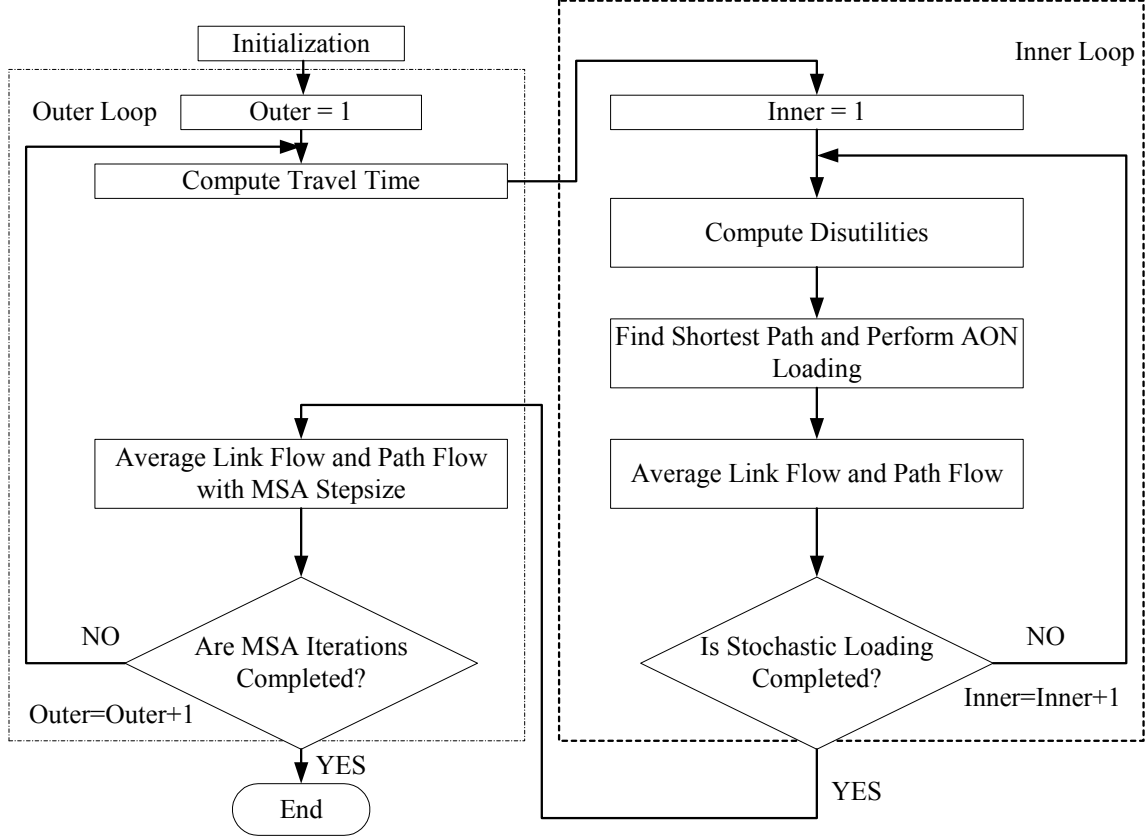 Initialization
Outer Loop
Outer = 1
Compute Travel Time
Average Link Flow and Path Flow
with MSA Stepsize
Are MSA Iterations
Completed?
NO
Outer=Outer+1
YES
End
Inner Loop
Inner = 1
Compute Disutilities
Find Shortest Path and Perform AON
Loading
Average Link Flow and Path Flow
Is Stochastic Loading
Completed?
NO
Inner=Inner+1
YES